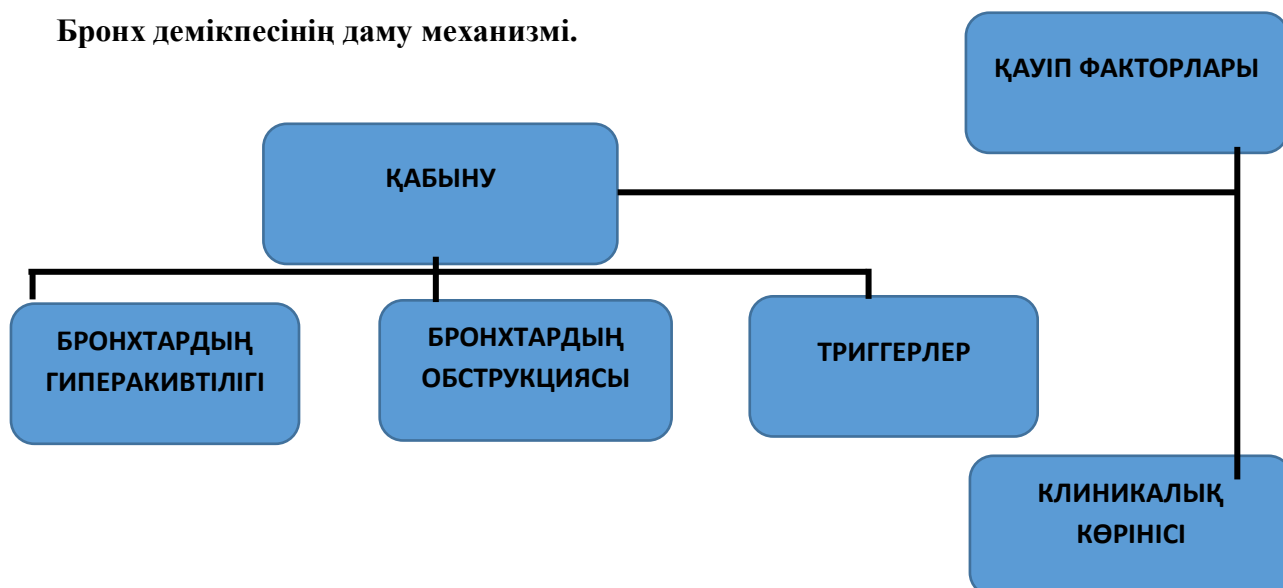 Бронх демікпесінің даму механизмі.
ҚАУІП ФАКТОРЛАРЫ
ҚАБЫНУ
БРОНХТАРДЫҢ
ГИПЕРАКИВТІЛІГІ
БРОНХТАРДЫҢ
ОБСТРУКЦИЯСЫ
ТРИГГЕРЛЕР
КЛИНИКАЛЫҚ
КӨРІНІСІ